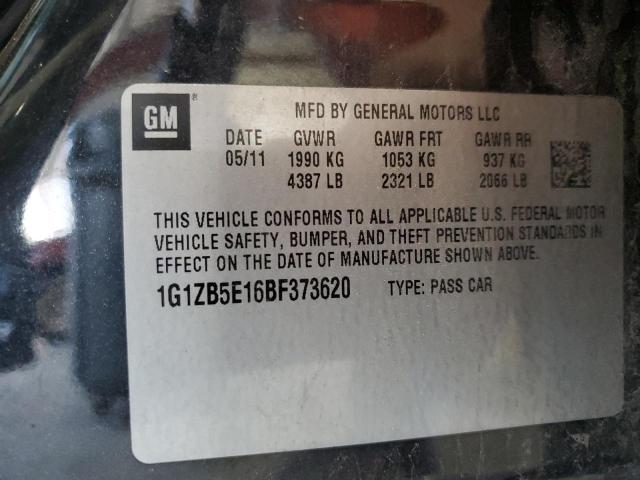 GM ®
MFD BY GENERAL MOTORS LLC
DATE GVWR GAWR FRT GAWR RR
05/11 1990 KG 1053 KG 937 KG
4387 LB 2321 LB 2066 LB
THIS VEHICLE CONFORMS TO ALL APPLICABLE U.S. FEDERAL MOTOR
VEHICLE SAFETY, BUMPER, AND THEFT PREVENTION STANDARDS IN
EFFECT ON THE DATE OF MANUFACTURE SHOWN ABOVE.
1G1ZB5E16BF373620 TYPE: PASS CAR